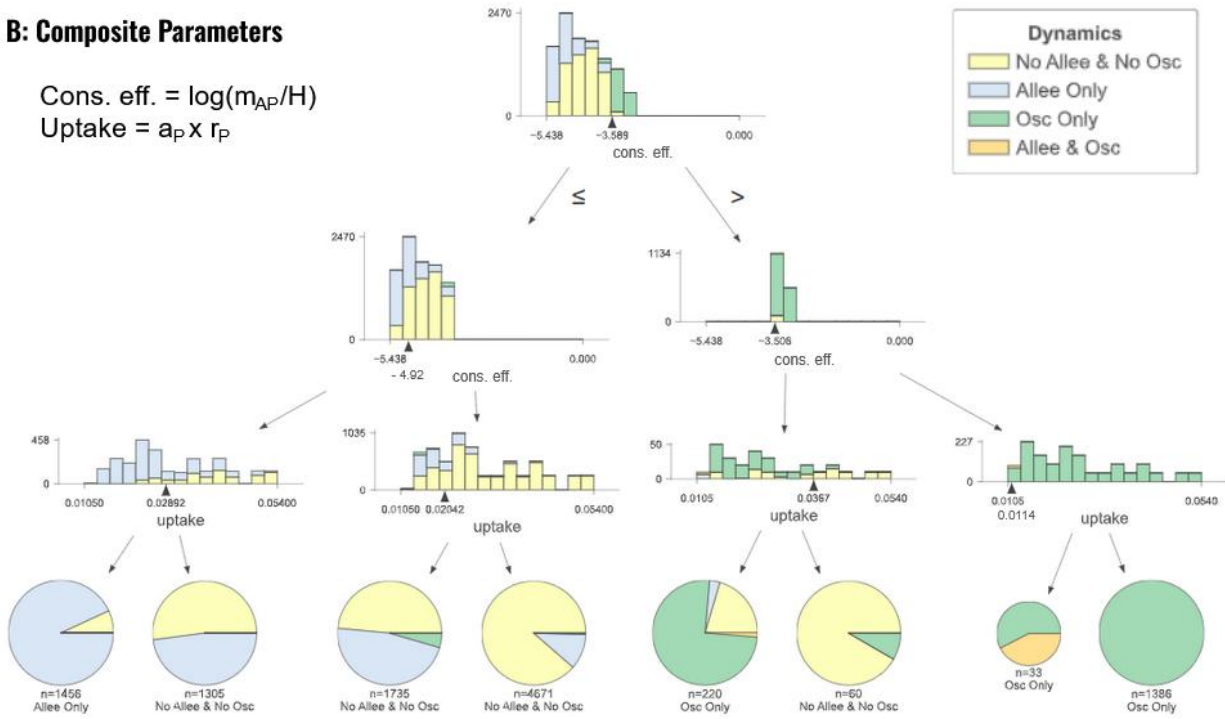 B: Composite Parameters
Cons. eff. = log(mAP/H)
Uptake = aP x rP
2470
0
−5.438
−3.589
0.000
cons. eff.
Dynamics
No Allee & No Osc
Allee Only
Osc Only
Allee & Osc
≤
>
2470
0
−5.438
- 4.92
0.000
cons. eff.
1134
0
−5.438
−3.508
0.000
cons. eff.
458
0
0.01050
0.02892
0.05400
uptake
1035
0
0.01050
0.02042
0.05400
uptake
50
0
0.0105
0.0367
0.0540
uptake
227
0
0.0105
0.0114
0.0540
uptake
n=1456
Allee Only
n=1305
No Allee & No Osc
n=1735
No Allee & No Osc
n=4671
No Allee & No Osc
n=220
Osc Only
n=60
No Allee & No Osc
n=33
Osc Only
n=1386
Osc Only